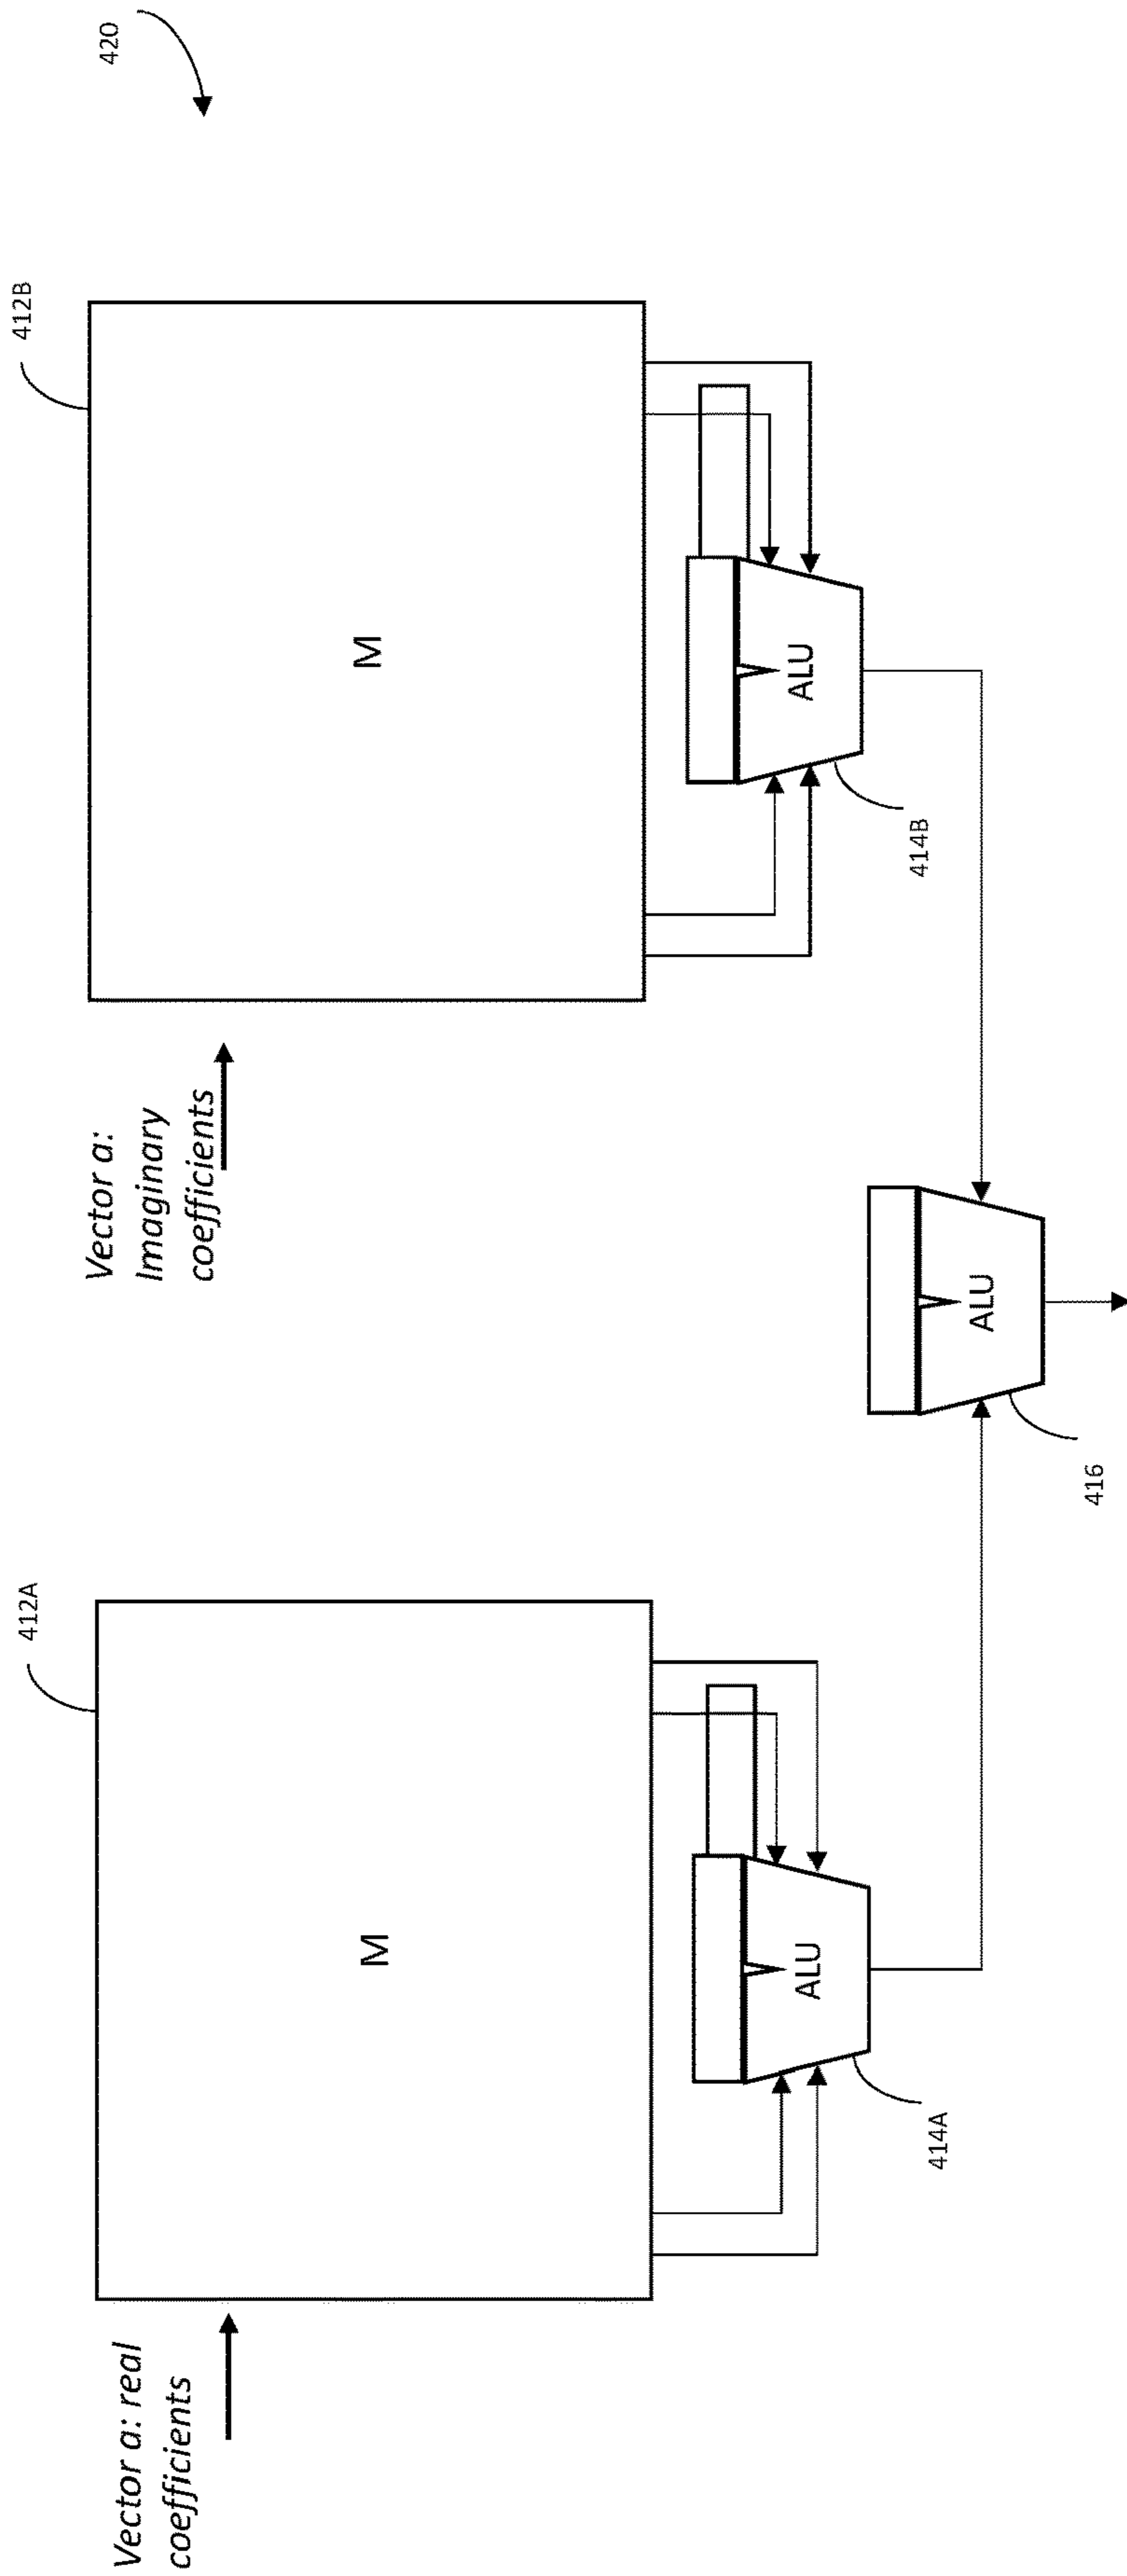 420
412A
412B
Vector a: real
coefficients
Vector a:
Imaginary
coefficients
M
M
ALU
ALU
414A
414B
ALU
416